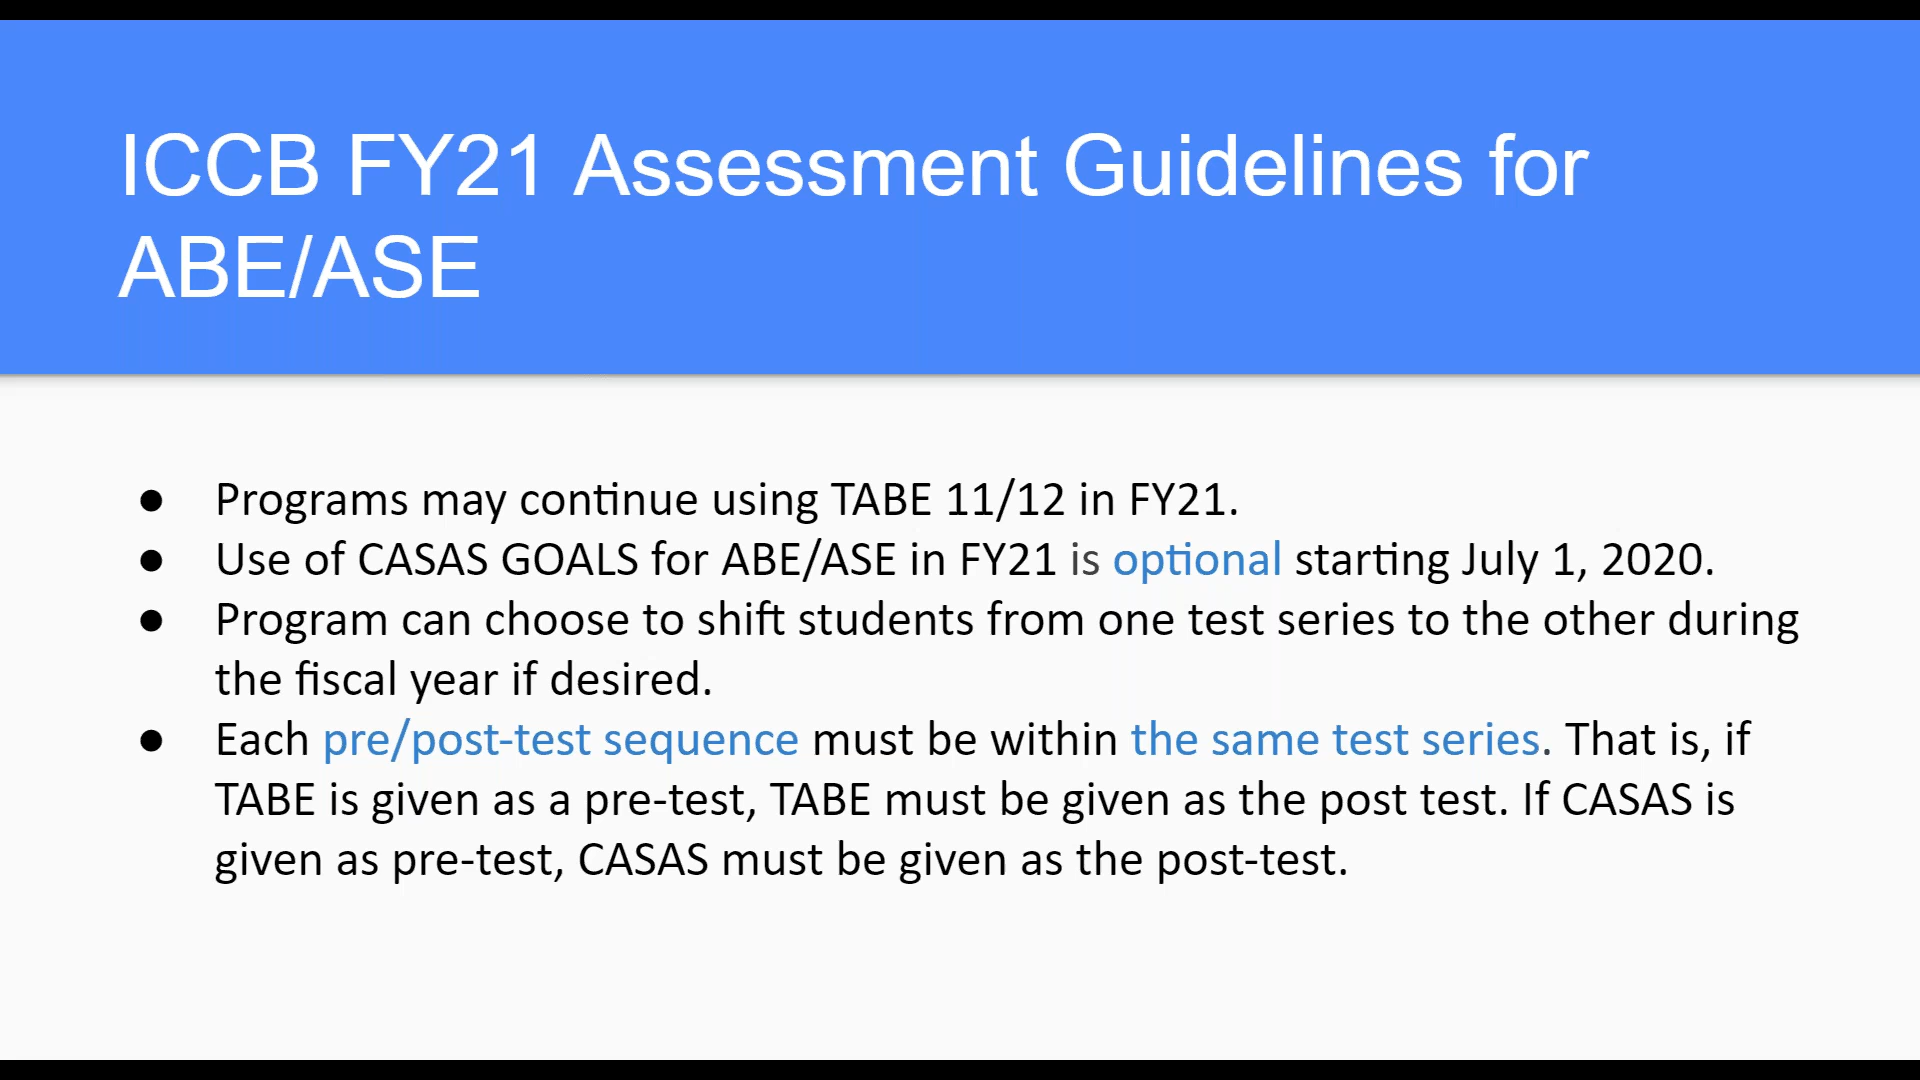 ICCB FY21 Assessment Guidelines for
ABE/ASE
● Programs may continue using TABE 11/12 in FY21.
● Use of CASAS GOALS for ABE/ASE in FY21 is optional starting July 1, 2020.
● Program can choose to shift students from one test series to the other during
the fiscal year if desired.
● Each pre/post-test sequence must be within the same test series. That is, if
TABE is given as a pre-test, TABE must be given as the post test. If CASAS is
given as pre-test, CASAS must be given as the post-test.